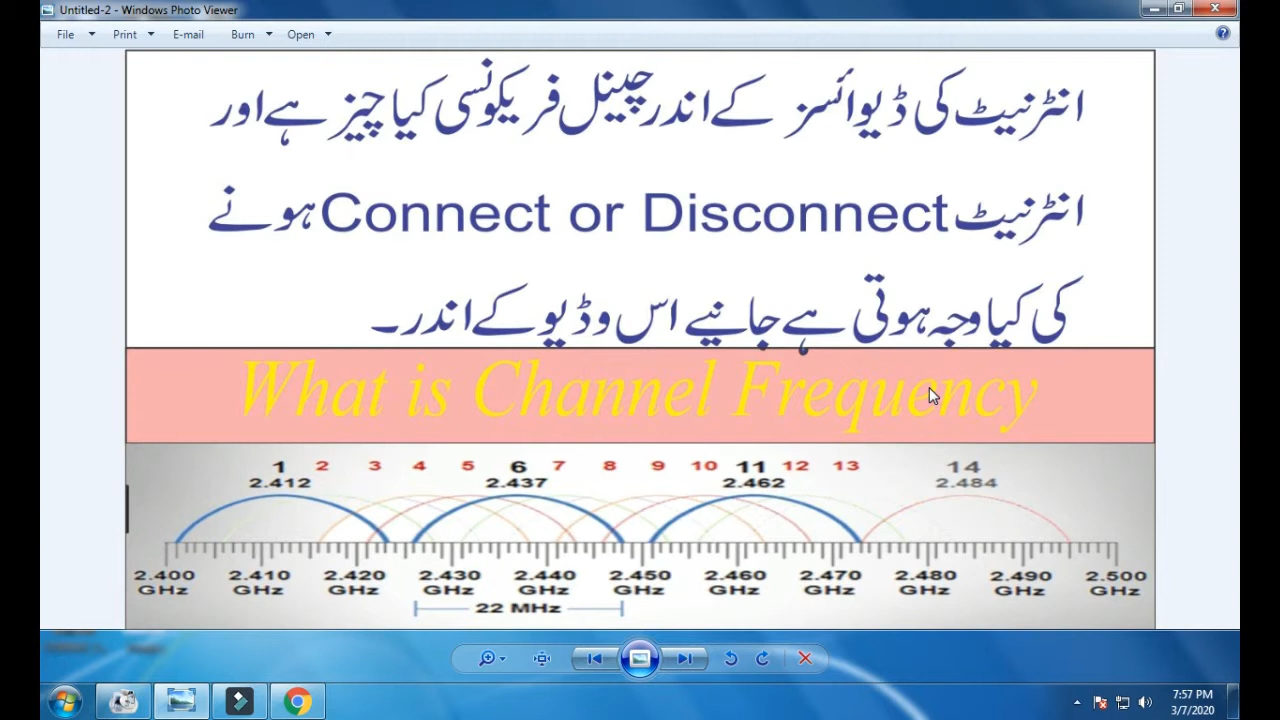 Untitled-2 - Windows Photo Viewer
File Print E-mail Burn Open
انٹرنیٹ کی ڈیوائسز کے اندر چینل فریکونسی کیا چیز ہے اور
انٹرنیٹ Connect or Disconnect ہونے
کی کیا وجہ ہوتی ہے جانیے اس وڈیو کے اندر۔
What is Channel Frequency
1 2 3 4 5 6 7 8 9 10 11 12 13 14
2.412 2.437 2.462 2.484
2.400 2.410 2.420 2.430 2.440 2.450 2.460 2.470 2.480 2.490 2.500
GHz GHz GHz GHz GHz GHz GHz GHz GHz GHz GHz
22 MHz
7:57 PM
3/7/2020